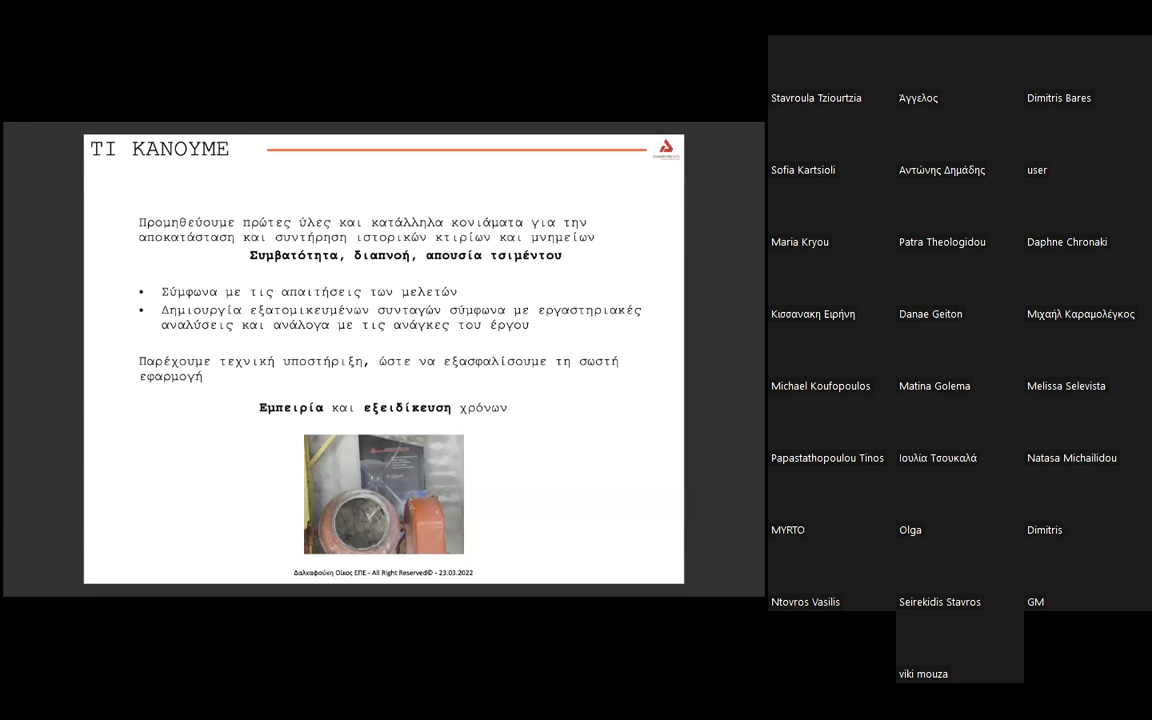 ΤΙ ΚΑΝΟΥΜΕ
Προμηθεύουμε πρώτες ύλες και κατάλληλα κονιάματα για την
αποκατάσταση και συντήρηση ιστορικών κτιρίων και μνημείων
Συμβατότητα, διαπνοή, απουσία τσιμέντου
• Σύμφωνα με τις απαιτήσεις των μελετών
• Δημιουργία εξατομικευμένων συνταγών σύμφωνα με εργαστηριακές
αναλύσεις και ανάλογα με τις ανάγκες του έργου
Παρέχουμε τεχνική υποστήριξη, ώστε να εξασφαλίσουμε τη σωστή
εφαρμογή
Εμπειρία και εξειδίκευση χρόνων
Δαλκαφούκη Οίκος ΕΠΕ - All Right Reserved© - 23.03.2022
Stavroula Tziourtzia
Άγγελος
Dimitris Bares
Sofia Kartsioli
Αντώνης Δημάδης
user
Maria Kryou
Patra Theologidou
Daphne Chronaki
Κισσανακη Ειρήνη
Danae Geiton
Μιχαήλ Καραμολέγκος
Michael Koufopoulos
Matina Golema
Melissa Selevista
Papastathopoulou Tinos
Ιουλία Τσουκαλά
Natasa Michailidou
MYRTO
Olga
Dimitris
Ntovros Vasilis
Seirekidis Stavros
GM
viki mouza